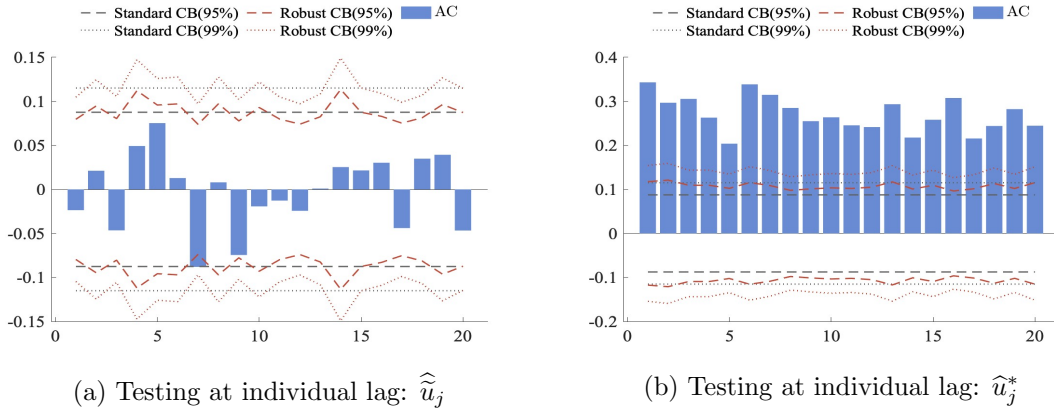 Standard CB(95%) Robust CB(95%) AC
Standard CB(99%) Robust CB(99%)
0.15
0.1
0.05
0
-0.05
-0.1
-0.15
0 5 10 15 20
(a) Testing at individual lag: $\widehat{\widetilde{u}}_j$
Standard CB(95%) Robust CB(95%) AC
Standard CB(99%) Robust CB(99%)
0.4
0.3
0.2
0.1
0
-0.1
-0.2
0 5 10 15 20
(b) Testing at individual lag: $\widehat{u}_j^*$